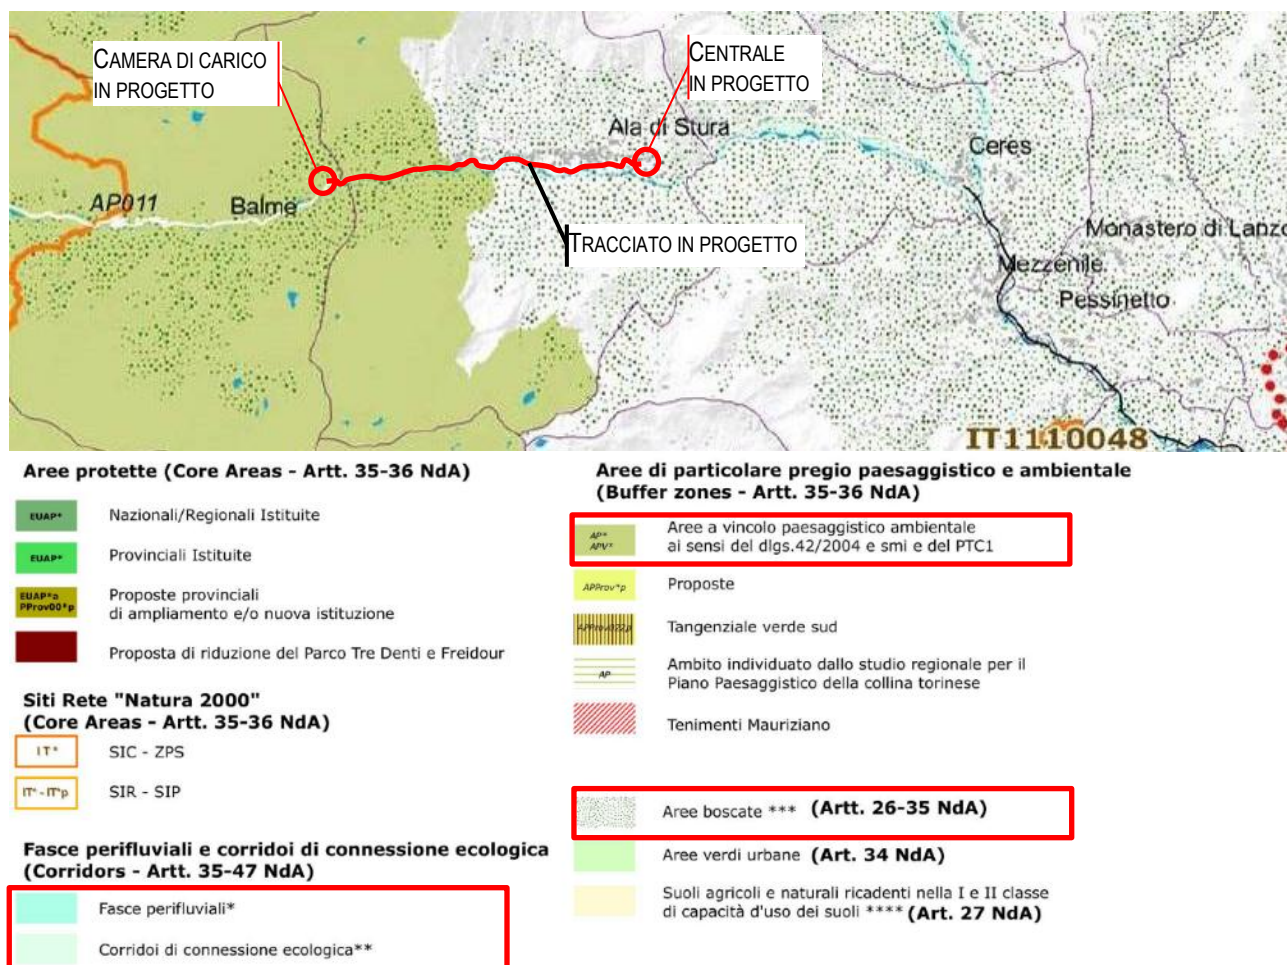 CAMERA DI CARICO
IN PROGETTO
CENTRALE
IN PROGETTO
Ala di Stura
Ceres
AP011
Balme
TRACCIATO IN PROGETTO
Monastero di Lanzo
Mezzenile
Pessinetto
IT1110048
Aree protette (Core Areas - Artt. 35-36 NdA)
EUAP*
Nazionali/Regionali Istituite
EUAP*
Provinciali Istituite
EUAP*a
PProv00*p
Proposte provinciali
di ampliamento e/o nuova istituzione
Proposta di riduzione del Parco Tre Denti e Freidour
Siti Rete "Natura 2000"
(Core Areas - Artt. 35-36 NdA)
IT*
SIC - ZPS
IT* - IT*p
SIR - SIP
Fasce perifluviali e corridoi di connessione ecologica
(Corridors - Artt. 35-47 NdA)
Fasce perifluviali*
Corridoi di connessione ecologica**
Aree di particolare pregio paesaggistico e ambientale
(Buffer zones - Artt. 35-36 NdA)
AP*
APV*
Aree a vincolo paesaggistico ambientale
ai sensi del dlgs.42/2004 e smi e del PTC1
APProv*p
Proposte
APProv022p
Tangenziale verde sud
AP
Ambito individuato dallo studio regionale per il
Piano Paesaggistico della collina torinese
Tenimenti Mauriziano
Aree boscate *** (Artt. 26-35 NdA)
Aree verdi urbane (Art. 34 NdA)
Suoli agricoli e naturali ricadenti nella I e II classe
di capacità d'uso dei suoli **** (Art. 27 NdA)